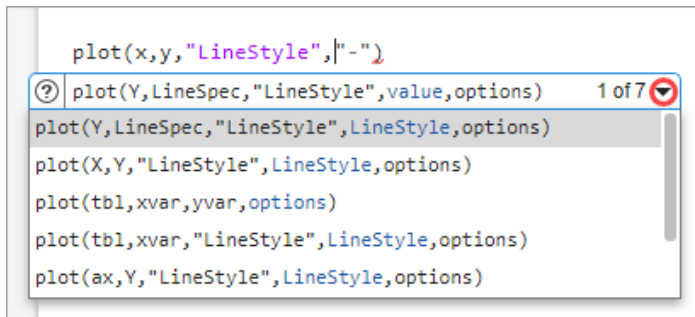 plot(x,y,"LineStyle","-")
? plot(Y,LineSpec,"LineStyle",value,options) 1 of 7
plot(Y,LineSpec,"LineStyle",LineStyle,options)
plot(X,Y,"LineStyle",LineStyle,options)
plot(tbl,xvar,yvar,options)
plot(tbl,xvar,"LineStyle",LineStyle,options)
plot(ax,Y,"LineStyle",LineStyle,options)